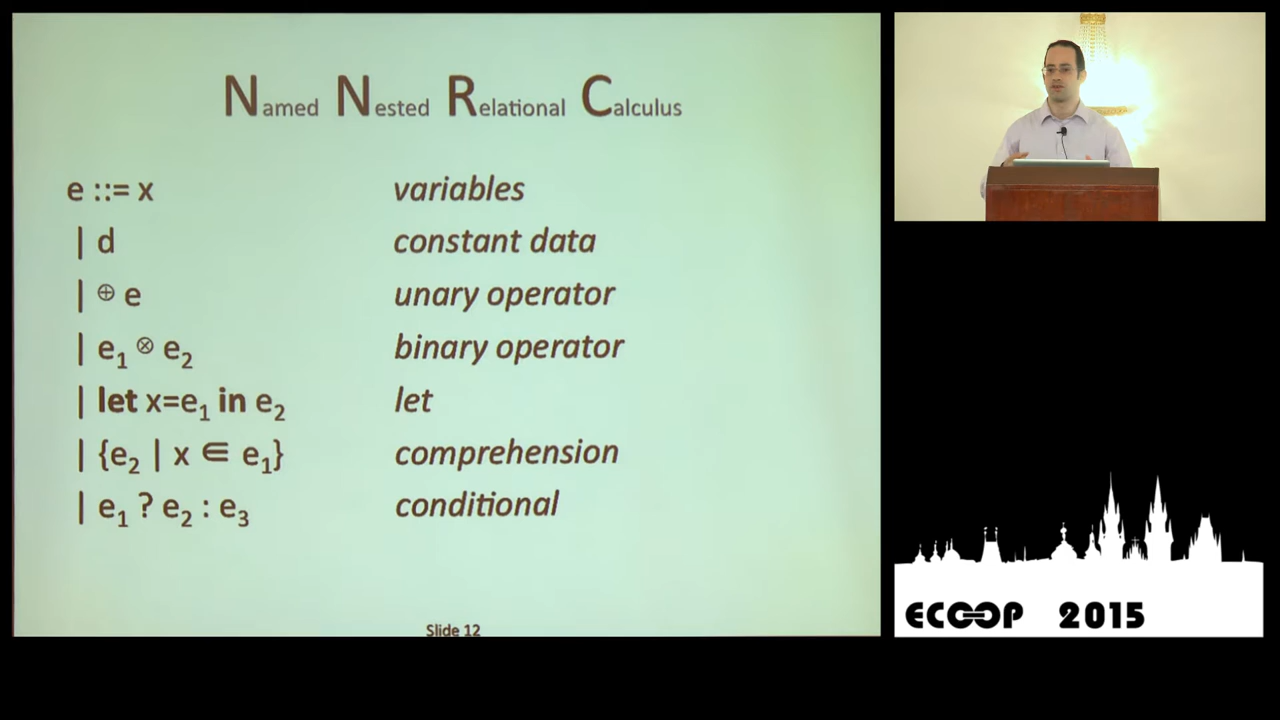 Named Nested Relational Calculus
e ::= x variables
| d constant data
| ⊕ e unary operator
| e₁ ⊗ e₂ binary operator
| let x=e₁ in e₂ let
| {e₂ | x ∈ e₁} comprehension
| e₁ ? e₂ : e₃ conditional
Slide 12
ECOOP 2015